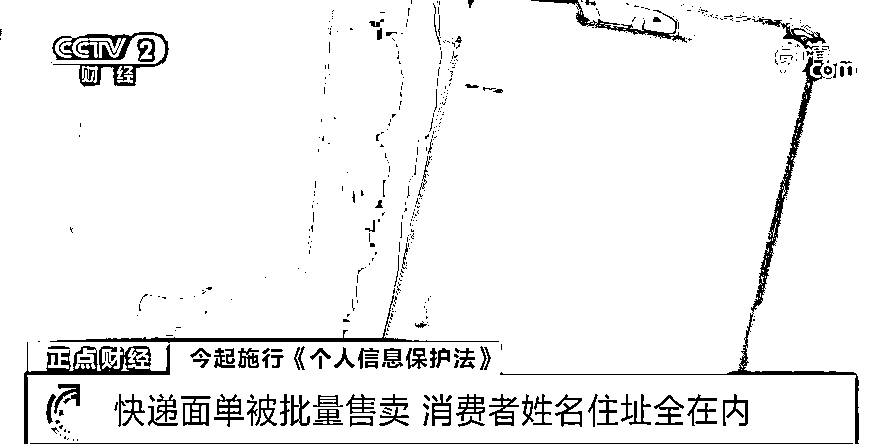 CCTV 2
财经
com
正点财经
今起施行《个人信息保护法》
快递面单被批量售卖 消费者姓名住址全在内